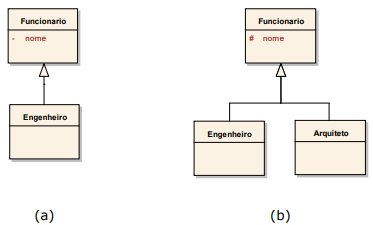 Funcionario
- nome
Engenheiro
(a)
Funcionario
# nome
Engenheiro
Arquiteto
(b)